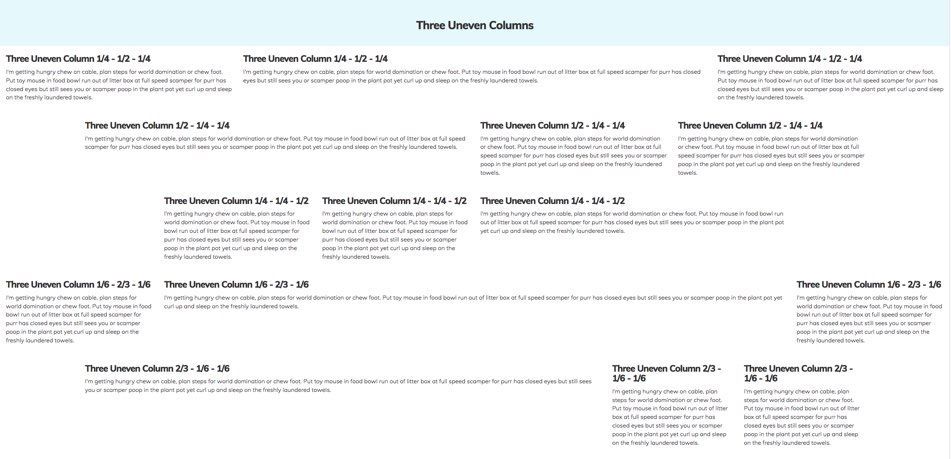 Three Uneven Columns
Three Uneven Column 1/4 - 1/2 - 1/4
I'm getting hungry chew on cable, plan steps for world domination or chew foot.
Put toy mouse in food bowl run out of litter box at full speed scamper for purr has
closed eyes but still sees you or scamper poop in the plant pot yet curl up and sleep
on the freshly laundered towels.
Three Uneven Column 1/4 - 1/2 - 1/4
I'm getting hungry chew on cable, plan steps for world domination or chew foot. Put toy mouse in food bowl run out of litter box at full speed scamper for purr has closed
eyes but still sees you or scamper poop in the plant pot yet curl up and sleep on the freshly laundered towels.
Three Uneven Column 1/4 - 1/2 - 1/4
I'm getting hungry chew on cable, plan steps for world domination or chew foot.
Put toy mouse in food bowl run out of litter box at full speed scamper for purr has
closed eyes but still sees you or scamper poop in the plant pot yet curl up and sleep
on the freshly laundered towels.
Three Uneven Column 1/2 - 1/4 - 1/4
I'm getting hungry chew on cable, plan steps for world domination or chew foot. Put toy mouse in food bowl run out of litter box at full speed
scamper for purr has closed eyes but still sees you or scamper poop in the plant pot yet curl up and sleep on the freshly laundered towels.
Three Uneven Column 1/2 - 1/4 - 1/4
I'm getting hungry chew on cable, plan steps for world domination
or chew foot. Put toy mouse in food bowl run out of litter box at full
speed scamper for purr has closed eyes but still sees you or scamper
poop in the plant pot yet curl up and sleep on the freshly laundered
towels.
Three Uneven Column 1/2 - 1/4 - 1/4
I'm getting hungry chew on cable, plan steps for world domination
or chew foot. Put toy mouse in food bowl run out of litter box at full
speed scamper for purr has closed eyes but still sees you or scamper
poop in the plant pot yet curl up and sleep on the freshly laundered
towels.
Three Uneven Column 1/4 - 1/4 - 1/2
I'm getting hungry chew on cable, plan steps for
world domination or chew foot. Put toy mouse in
food bowl run out of litter box at full speed scamper
for purr has closed eyes but still sees you or scamper
poop in the plant pot yet curl up and sleep on the
freshly laundered towels.
Three Uneven Column 1/4 - 1/4 - 1/2
I'm getting hungry chew on cable, plan steps for
world domination or chew foot. Put toy mouse in
food bowl run out of litter box at full speed scamper
for purr has closed eyes but still sees you or scamper
poop in the plant pot yet curl up and sleep on the
freshly laundered towels.
Three Uneven Column 1/4 - 1/4 - 1/2
I'm getting hungry chew on cable, plan steps for world domination or chew foot. Put toy mouse in food bowl run
out of litter box at full speed scamper for purr has closed eyes but still sees you or scamper poop in the plant pot
yet curl up and sleep on the freshly laundered towels.
Three Uneven Column 1/6 - 2/3 - 1/6
I'm getting hungry chew on cable, plan steps for
world domination or chew foot. Put toy mouse in food
bowl run out of litter box at full speed scamper for
purr has closed eyes but still sees you or scamper
poop in the plant pot yet curl up and sleep on the
freshly laundered towels.
Three Uneven Column 1/6 - 2/3 - 1/6
I'm getting hungry chew on cable, plan steps for world domination or chew foot. Put toy mouse in food bowl run out of litter box at full speed scamper for purr has closed eyes but still sees you or scamper poop in the plant pot yet
curl up and sleep on the freshly laundered towels.
Three Uneven Column 1/6 - 2/3 - 1/6
I'm getting hungry chew on cable, plan steps for
world domination or chew foot. Put toy mouse in food
bowl run out of litter box at full speed scamper for
purr has closed eyes but still sees you or scamper
poop in the plant pot yet curl up and sleep on the
freshly laundered towels.
Three Uneven Column 2/3 - 1/6 - 1/6
I'm getting hungry chew on cable, plan steps for world domination or chew foot. Put toy mouse in food bowl run out of litter box at full speed scamper for purr has closed eyes but still sees
you or scamper poop in the plant pot yet curl up and sleep on the freshly laundered towels.
Three Uneven Column 2/3 -
1/6 - 1/6
I'm getting hungry chew on cable, plan
steps for world domination or chew foot.
Put toy mouse in food bowl run out of litter
box at full speed scamper for purr has
closed eyes but still sees you or scamper
poop in the plant pot yet curl up and sleep
on the freshly laundered towels.
Three Uneven Column 2/3 -
1/6 - 1/6
I'm getting hungry chew on cable, plan
steps for world domination or chew foot.
Put toy mouse in food bowl run out of litter
box at full speed scamper for purr has
closed eyes but still sees you or scamper
poop in the plant pot yet curl up and sleep
on the freshly laundered towels.